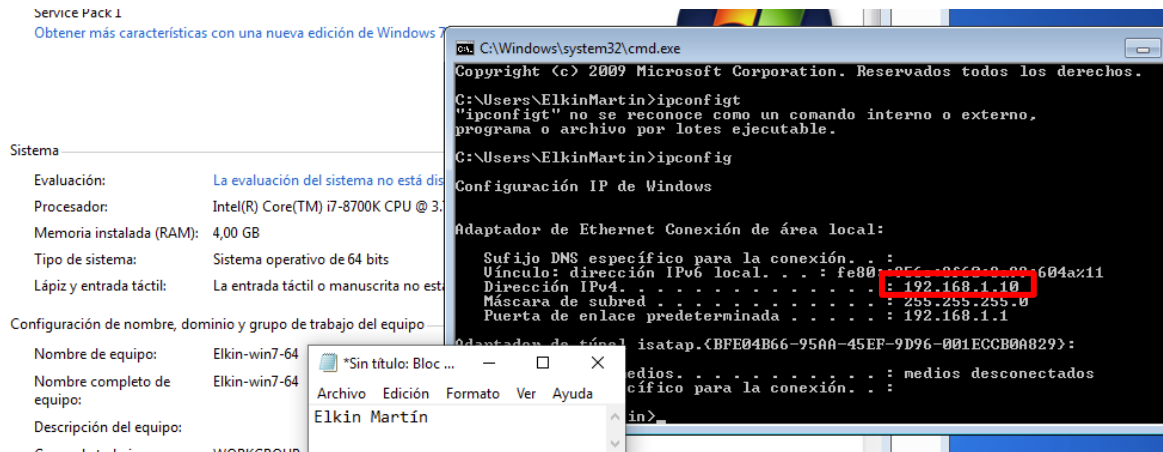 Service Pack 1
Obtener más características con una nueva edición de Windows 7
Sistema
Evaluación: La evaluación del sistema no está dis
Procesador: Intel(R) Core(TM) i7-8700K CPU @ 3.
Memoria instalada (RAM): 4,00 GB
Tipo de sistema: Sistema operativo de 64 bits
Lápiz y entrada táctil: La entrada táctil o manuscrita no est
Configuración de nombre, dominio y grupo de trabajo del equipo
Nombre de equipo: Elkin-win7-64
Nombre completo de equipo: Elkin-win7-64
Descripción del equipo:
WORKGROUP
C:\Windows\system32\cmd.exe
Copyright (c) 2009 Microsoft Corporation. Reservados todos los derechos.
C:\Users\ElkinMartin>ipconfigt
"ipconfigt" no se reconoce como un comando interno o externo,
programa o archivo por lotes ejecutable.
C:\Users\ElkinMartin>ipconfig
Configuración IP de Windows
Adaptador de Ethernet Conexión de área local:
Sufijo DNS específico para la conexión. . :
Vínculo: dirección IPv6 local. . . : fe80:
604a%11
Dirección IPv4. . . . . . . . . . . . . . : 192.168.1.10
Máscara de subred . . . . . . . . . . . . : 255.255.255.0
Puerta de enlace predeterminada . . . . . : 192.168.1.1
Adaptador de túnel isatap.{BFE04B66-95AA-45EF-9D96-001ECCB0A829}:
medios. . . . . . . . . . . : medios desconectados
cífico para la conexión. . :
in>_
*Sin título: Bloc ...
Archivo Edición Formato Ver Ayuda
Elkin Martín